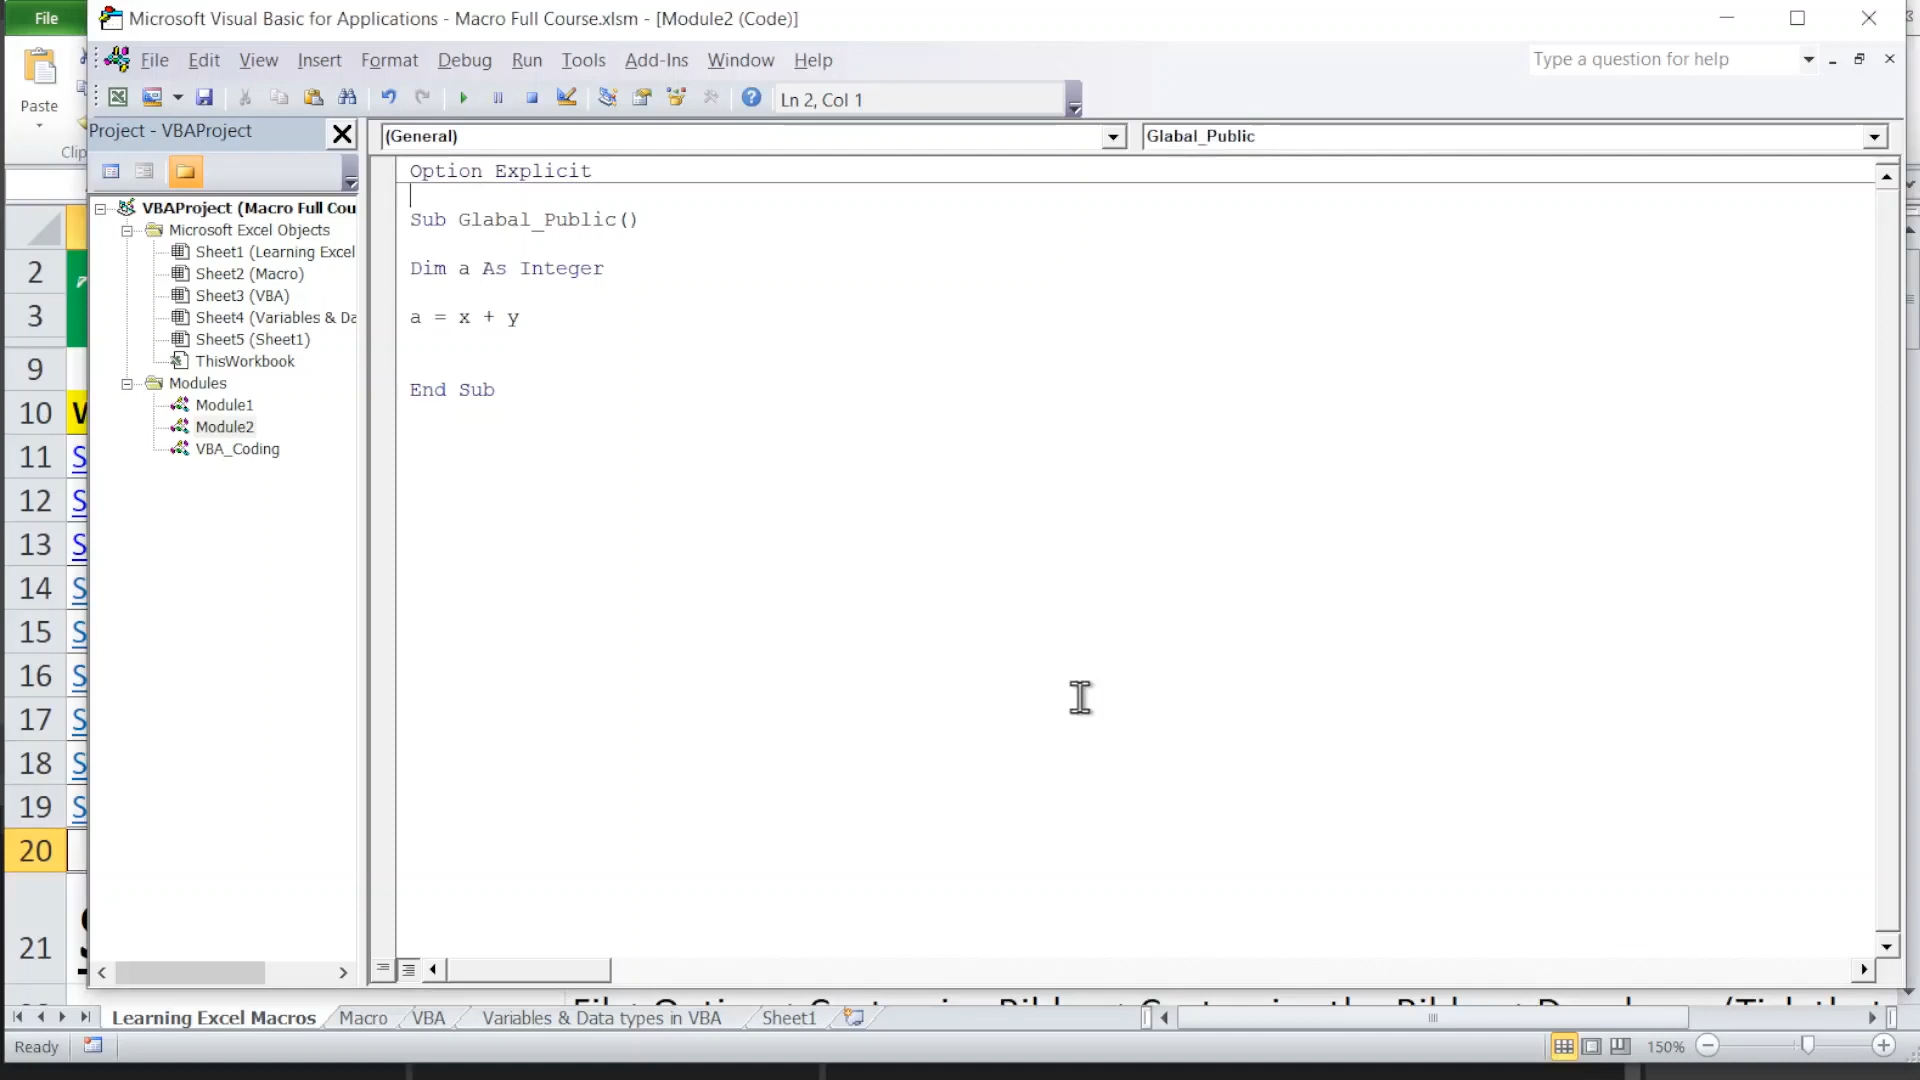 File
Microsoft Visual Basic for Applications - Macro Full Course.xlsm - [Module2 (Code)]
File Edit View Insert Format Debug Run Tools Add-Ins Window Help
Type a question for help
Paste
Ln 2, Col 1
Clip
Project - VBAProject
(General)
Glabal_Public
VBAProject (Macro Full Cou
Microsoft Excel Objects
Sheet1 (Learning Excel
Sheet2 (Macro)
Sheet3 (VBA)
Sheet4 (Variables & Da
Sheet5 (Sheet1)
ThisWorkbook
Modules
Module1
Module2
VBA_Coding
Option Explicit
Sub Glabal_Public()
Dim a As Integer
a = x + y
End Sub
2
3
9
10
11 S
12 S
13 S
14 S
15 S
16 S
17 S
18 S
19 S
20
21
Learning Excel Macros Macro VBA Variables & Data types in VBA Sheet1
Ready
150%